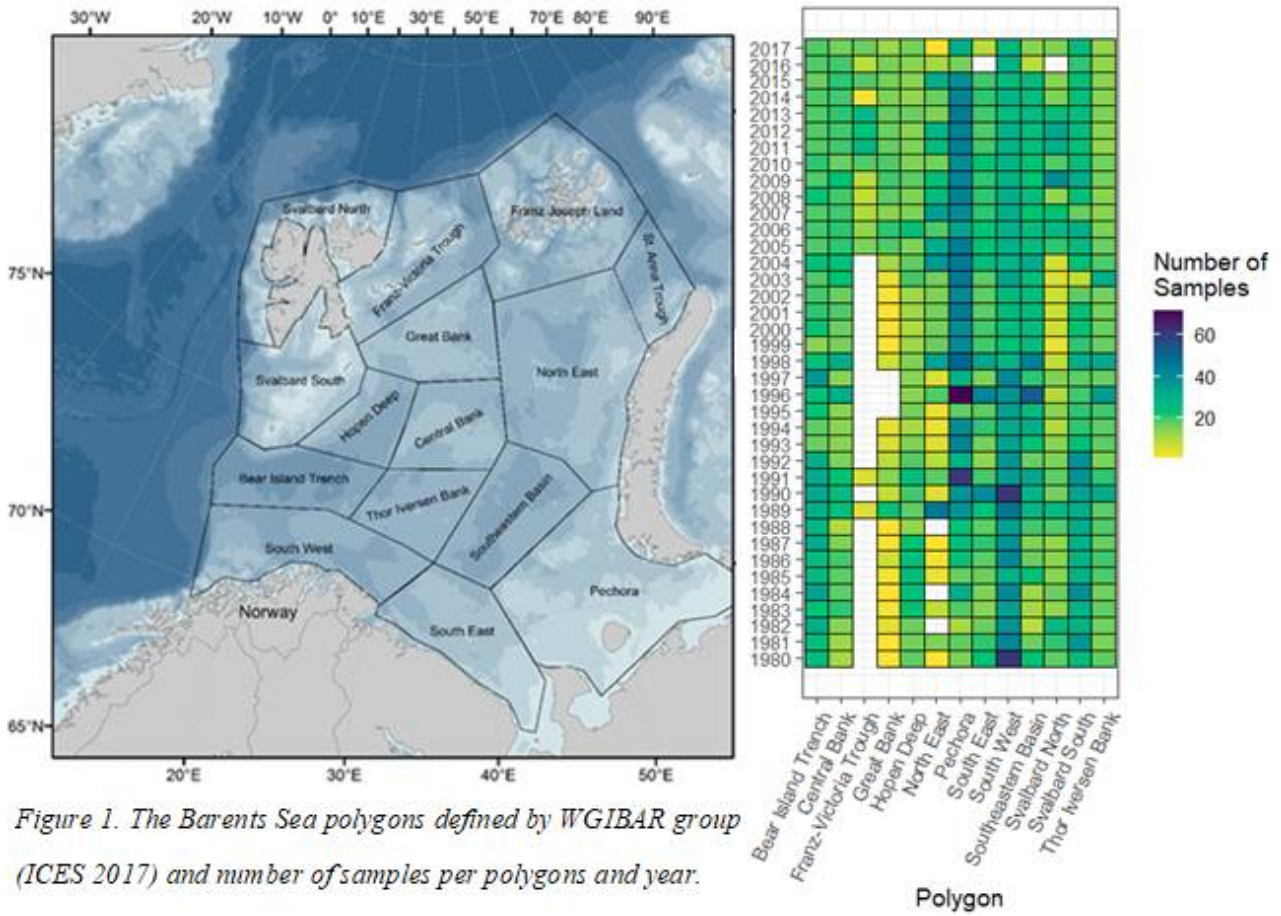 30°W 20°W 10°W 0° 10°E 30°E 50°E 70°E 80°E 90°E
75°N
70°N
65°N
20°E 30°E 40°E 50°E
Svalbard North
Franz Joseph Land
Franz-Victoria Trough
St. Anna Trough
Great Bank
Svalbard South
North East
Hopen Deep
Central Bank
Bear Island Trench
Thor Iversen Bank
Southeastern Basin
South West
Pechora
Norway
South East
Figure 1. The Barents Sea polygons defined by WGIBAR group
(ICES 2017) and number of samples per polygons and year.
2017
2016
2015
2014
2013
2012
2011
2010
2009
2008
2007
2006
2005
2004
2003
2002
2001
2000
1999
1998
1997
1996
1995
1994
1993
1992
1991
1990
1989
1988
1987
1986
1985
1984
1983
1982
1981
1980
Bear Island Trench
Central Bank
Franz-Victoria Trough
Great Bank
Hopen Deep
North East
Pechora
South East
South West
Southeastern Basin
Svalbard North
Svalbard South
Thor Iversen Bank
Polygon
Number of
Samples
60
40
20